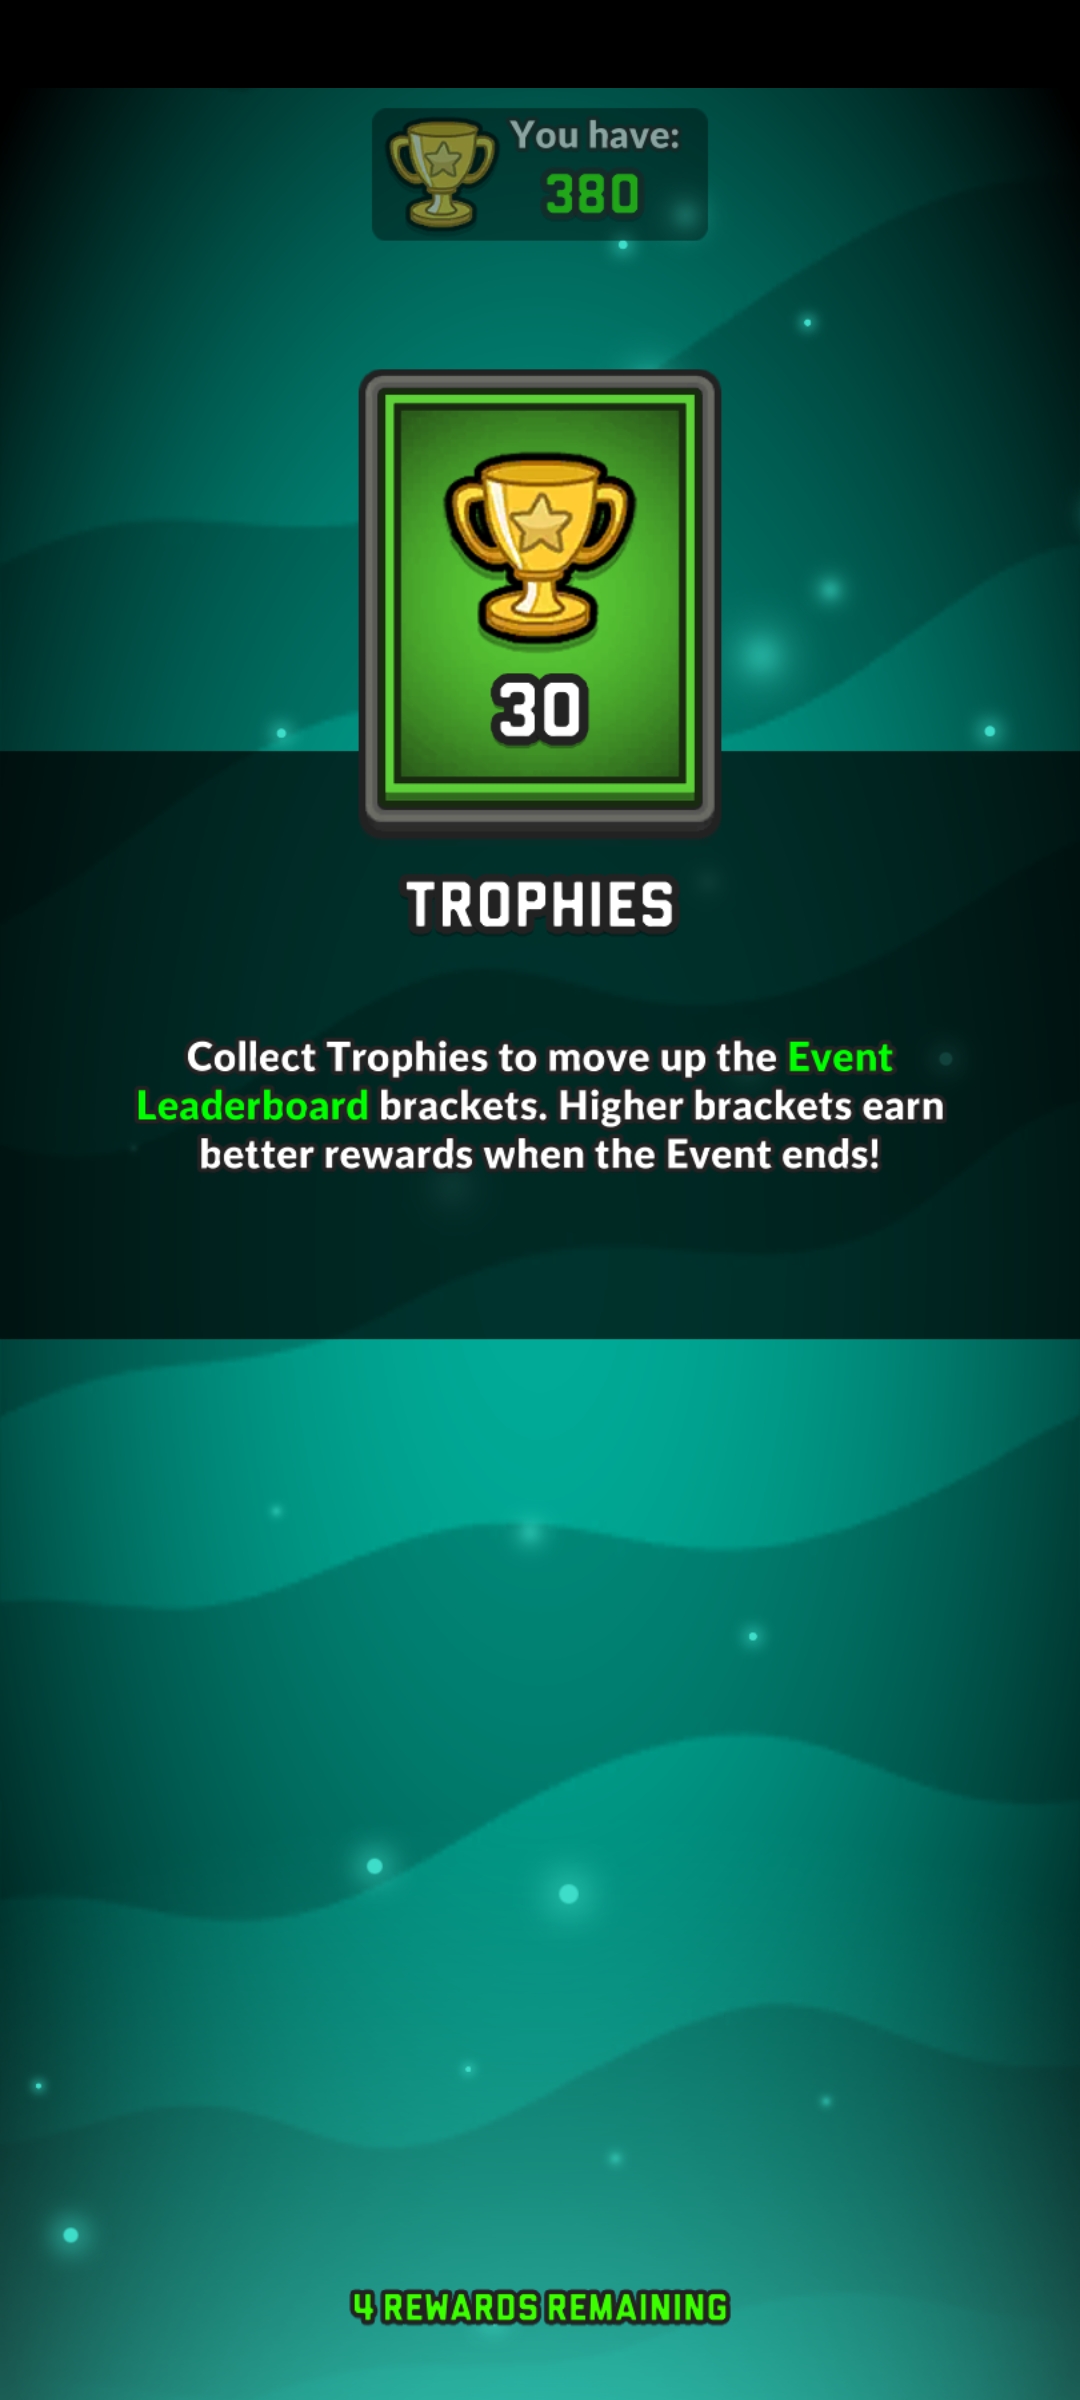 You have:
380
30
TROPHIES
Collect Trophies to move up the Event
Leaderboard brackets. Higher brackets earn
better rewards when the Event ends!
4 REWARDS REMAINING